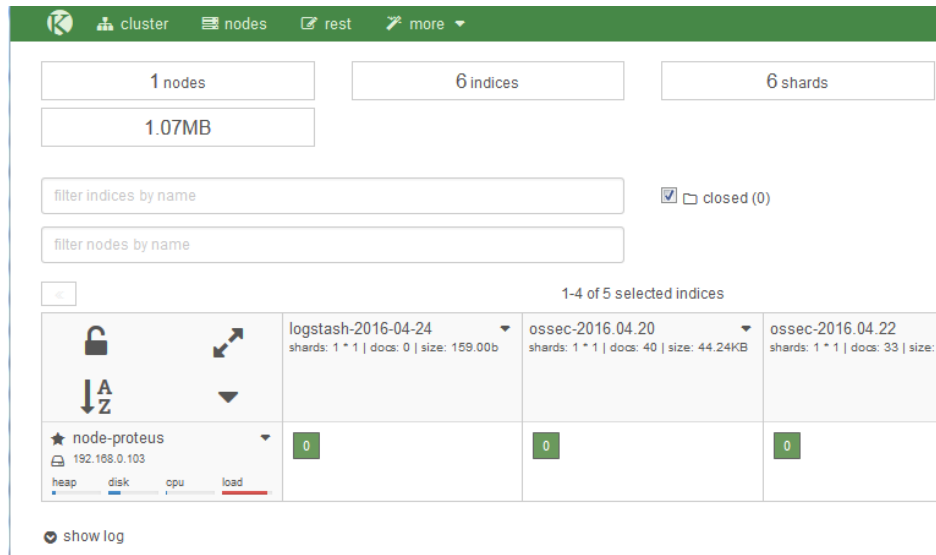 cluster nodes rest more
1 nodes 6 indices 6 shards
1.07MB
filter indices by name closed (0)
filter nodes by name
1-4 of 5 selected indices
logstash-2016-04-24 ossec-2016.04.20 ossec-2016.04.22
shards: 1 * 1 | docs: 0 | size: 159.00b shards: 1 * 1 | docs: 40 | size: 44.24KB shards: 1 * 1 | docs: 33 | size:
A
Z
node-proteus 0 0 0
192.168.0.103
heap disk cpu load
show log